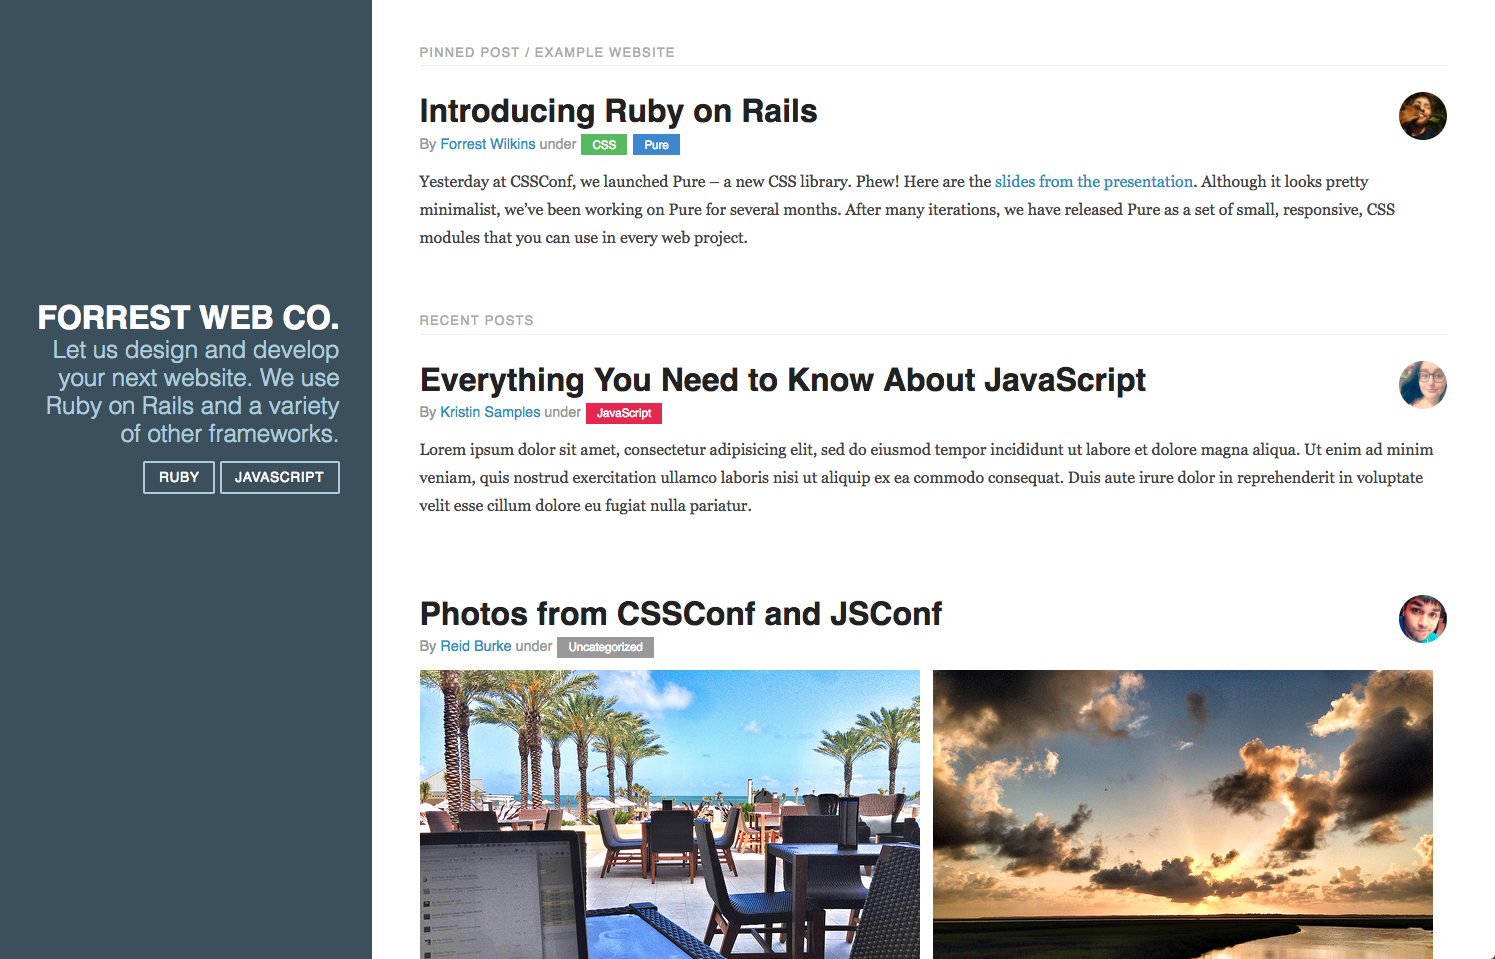 FORREST WEB CO.
Let us design and develop
your next website. We use
Ruby on Rails and a variety
of other frameworks.
RUBY JAVASCRIPT
PINNED POST / EXAMPLE WEBSITE
Introducing Ruby on Rails
By Forrest Wilkins under CSS Pure
Yesterday at CSSConf, we launched Pure – a new CSS library. Phew! Here are the slides from the presentation. Although it looks pretty
minimalist, we’ve been working on Pure for several months. After many iterations, we have released Pure as a set of small, responsive, CSS
modules that you can use in every web project.
RECENT POSTS
Everything You Need to Know About JavaScript
By Kristin Samples under JavaScript
Lorem ipsum dolor sit amet, consectetur adipisicing elit, sed do eiusmod tempor incididunt ut labore et dolore magna aliqua. Ut enim ad minim
veniam, quis nostrud exercitation ullamco laboris nisi ut aliquip ex ea commodo consequat. Duis aute irure dolor in reprehenderit in voluptate
velit esse cillum dolore eu fugiat nulla pariatur.
Photos from CSSConf and JSConf
By Reid Burke under Uncategorized